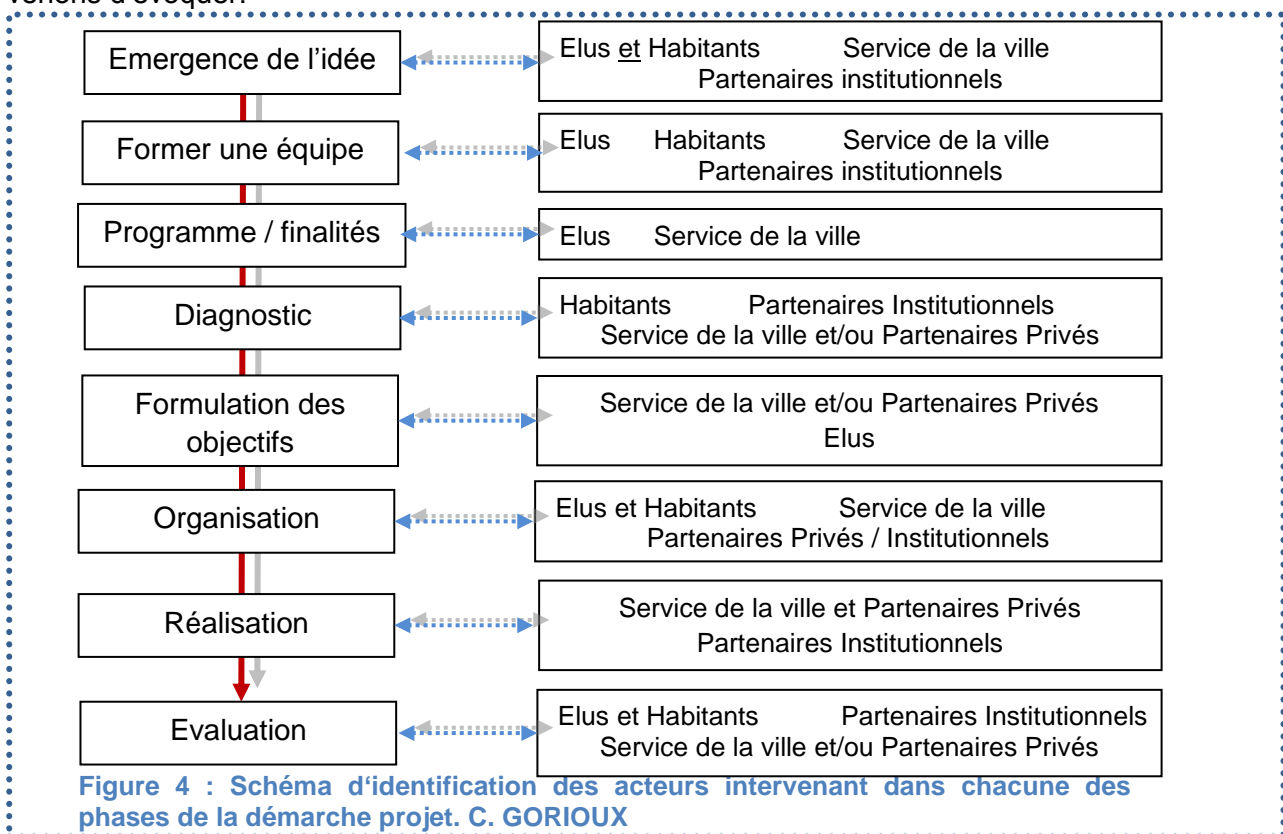 venons d'évoquer.
Emergence de l'idée
Elus et Habitants Service de la ville
Partenaires institutionnels
Former une équipe
Elus Habitants Service de la ville
Partenaires institutionnels
Programme / finalités
Elus Service de la ville
Diagnostic
Habitants Partenaires Institutionnels
Service de la ville et/ou Partenaires Privés
Formulation des
objectifs
Service de la ville et/ou Partenaires Privés
Elus
Organisation
Elus et Habitants Service de la ville
Partenaires Privés / Institutionnels
Réalisation
Service de la ville et Partenaires Privés
Partenaires Institutionnels
Evaluation
Elus et Habitants Partenaires Institutionnels
Service de la ville et/ou Partenaires Privés
Figure 4 : Schéma d‘identification des acteurs intervenant dans chacune des
phases de la démarche projet. C. GORIOUX